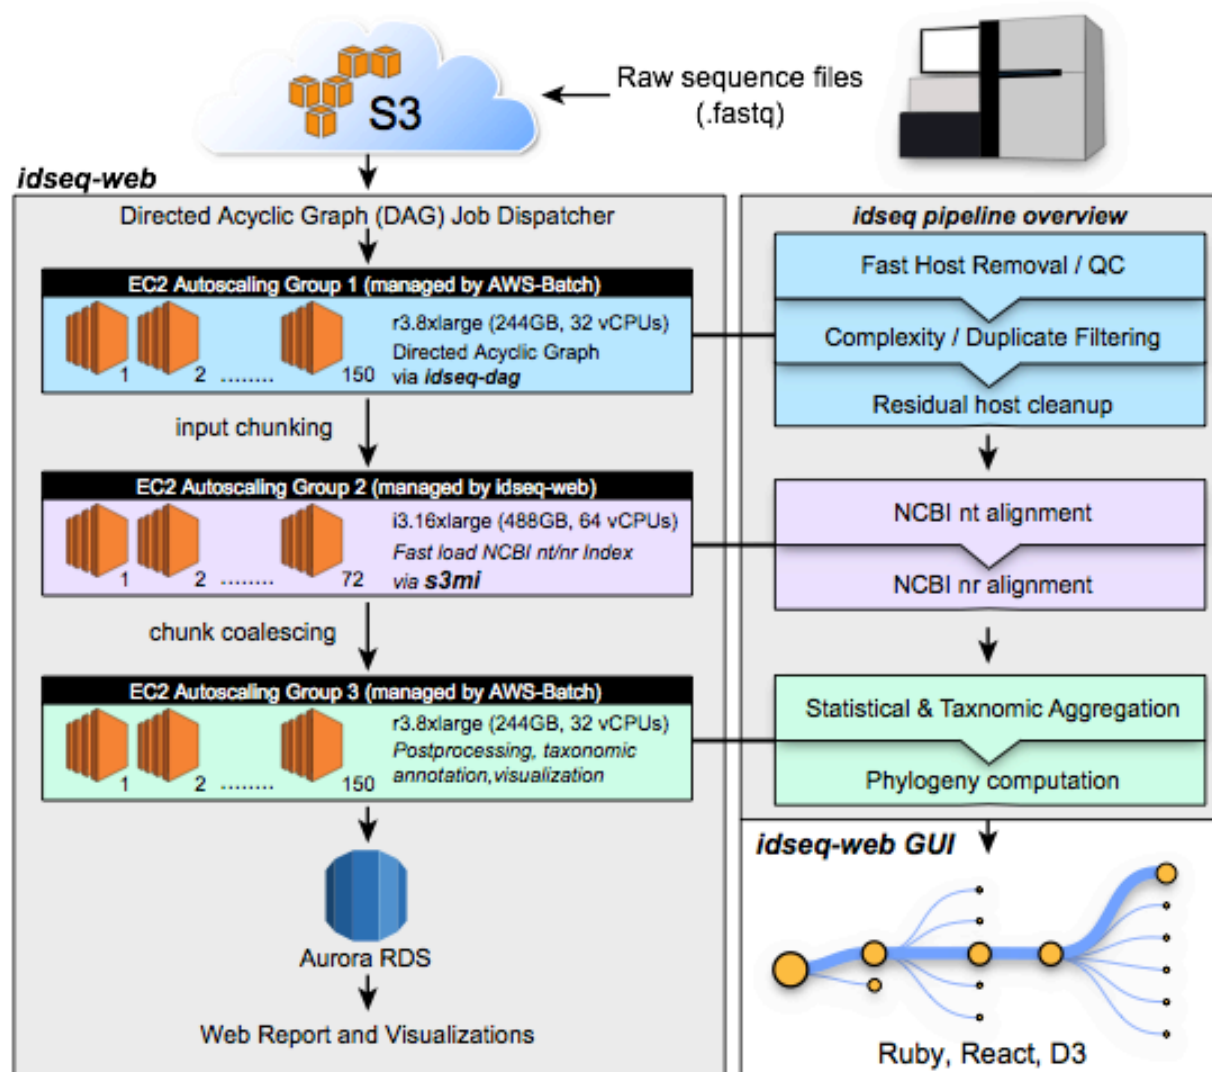 S3
Raw sequence files
(.fastq)
idseq-web
Directed Acyclic Graph (DAG) Job Dispatcher
EC2 Autoscaling Group 1 (managed by AWS-Batch)
r3.8xlarge (244GB, 32 vCPUs)
Directed Acyclic Graph
via idseq-dag
1 2 ........ 150
input chunking
EC2 Autoscaling Group 2 (managed by idseq-web)
i3.16xlarge (488GB, 64 vCPUs)
Fast load NCBI nt/nr Index
via s3mi
1 2 ........ 72
chunk coalescing
EC2 Autoscaling Group 3 (managed by AWS-Batch)
r3.8xlarge (244GB, 32 vCPUs)
Postprocessing, taxonomic
annotation,visualization
1 2 ........ 150
Aurora RDS
Web Report and Visualizations
idseq pipeline overview
Fast Host Removal / QC
Complexity / Duplicate Filtering
Residual host cleanup
NCBI nt alignment
NCBI nr alignment
Statistical & Taxnomic Aggregation
Phylogeny computation
idseq-web GUI
Ruby, React, D3